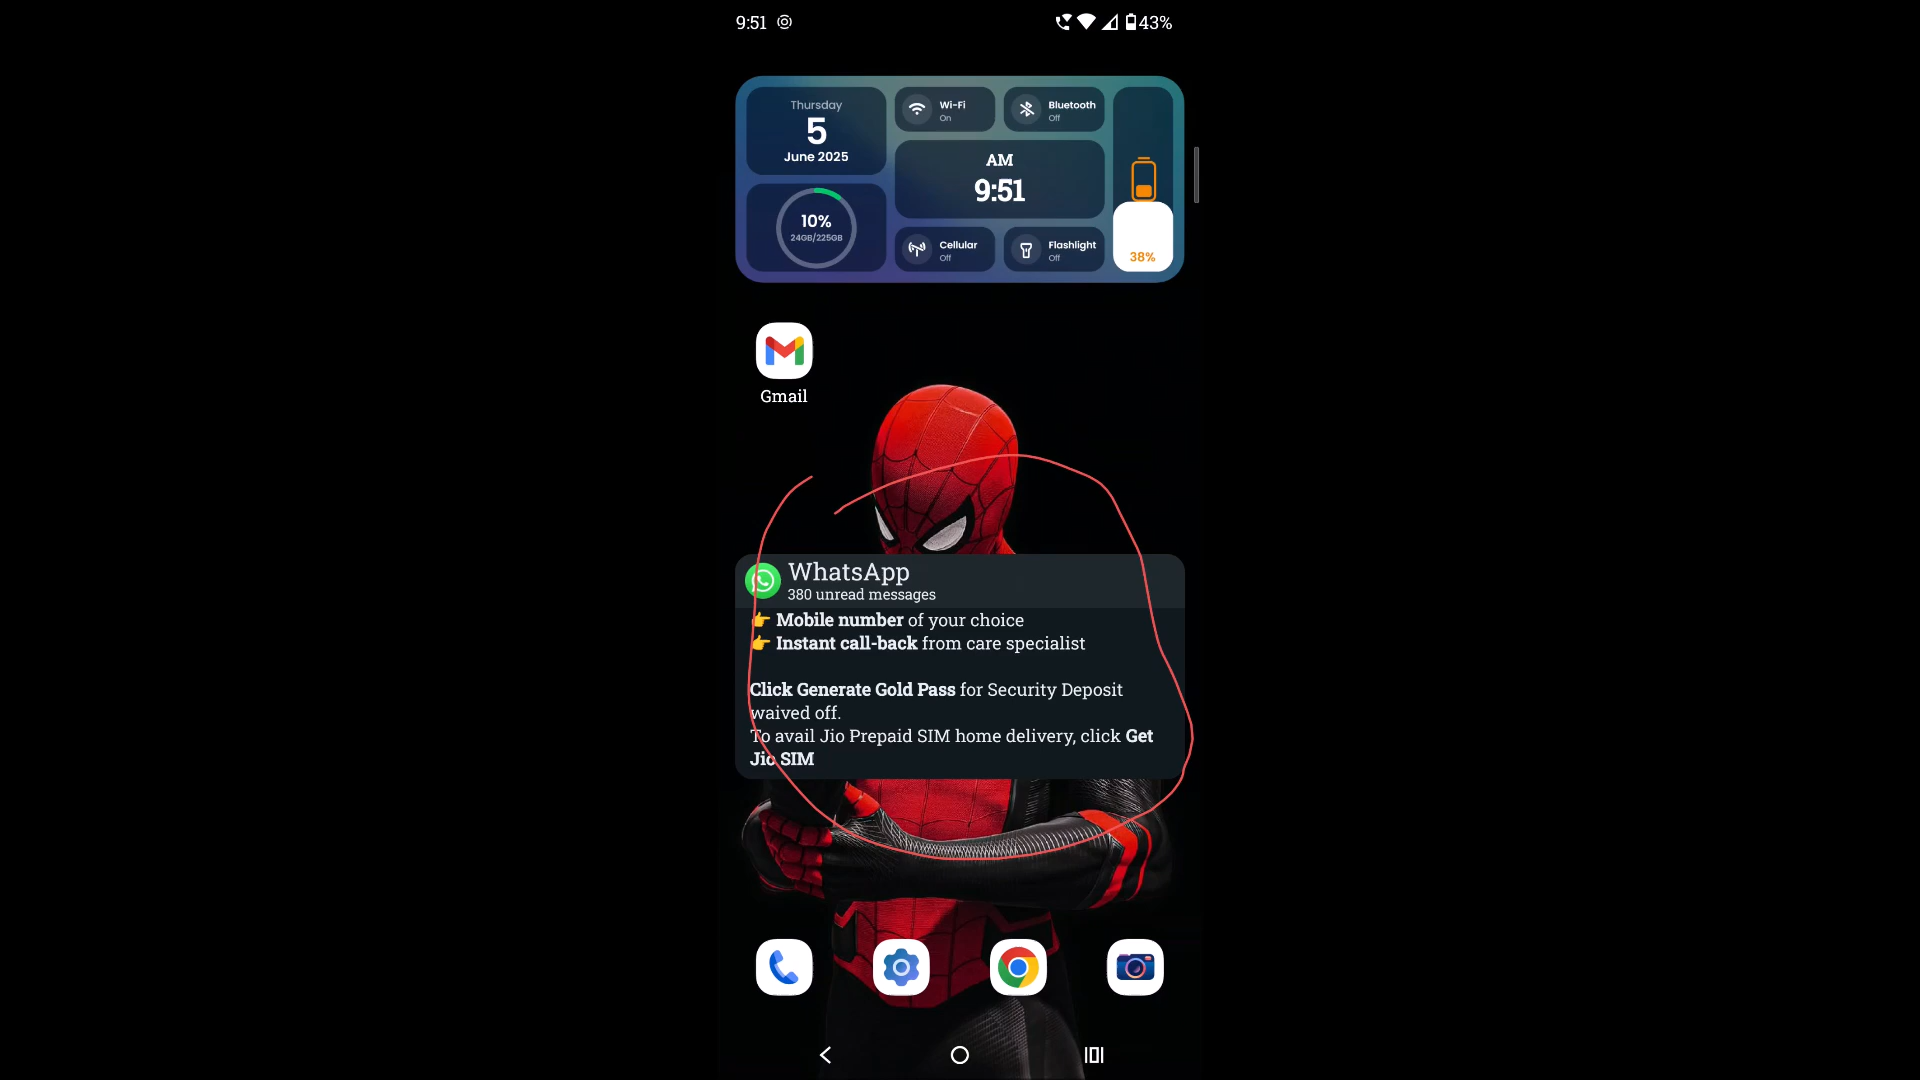 9:51 43%
Thursday
5
June 2025
Wi-Fi
On
Bluetooth
Off
AM
9:51
10%
24GB/225GB
Cellular
Off
Flashlight
Off
38%
Gmail
WhatsApp
380 unread messages
👉 Mobile number of your choice
👉 Instant call-back from care specialist
Click Generate Gold Pass for Security Deposit
waived off.
To avail Jio Prepaid SIM home delivery, click Get
Jio SIM